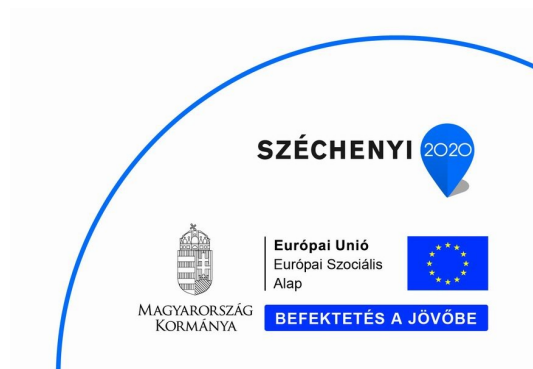 SZÉCHENYI 2020
Európai Unió
Európai Szociális
Alap
MAGYARORSZÁG
KORMÁNYA
BEFEKTETÉS A JÖVŐBE